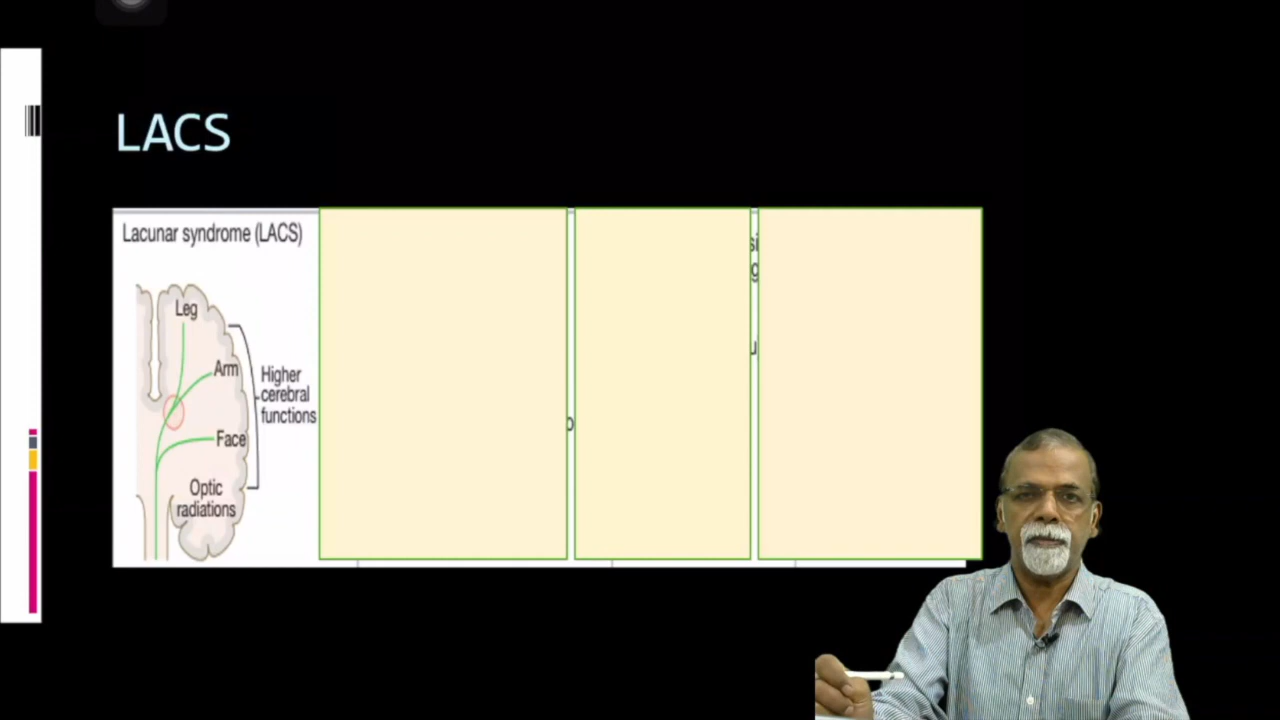 LACS
Lacunar syndrome (LACS)
Leg
Arm
Higher
cerebral
functions
Face
Optic
radiations